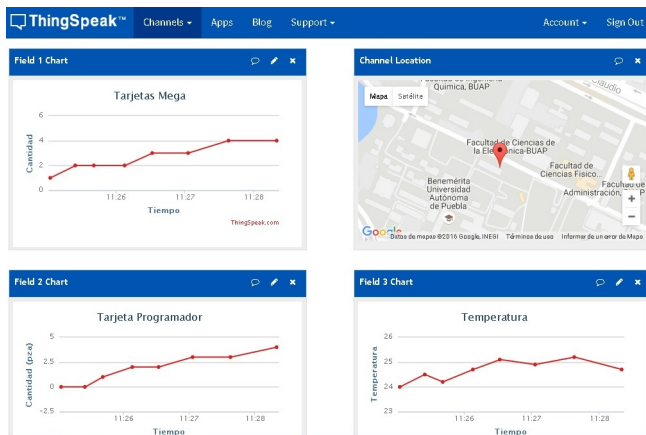 ThingSpeak™ Channels Apps Blog Support Account Sign Out
Field 1 Chart
Tarjetas Mega
Cantidad
6
4
2
0
11:26 11:27 11:28
Tiempo
ThingSpeak.com
Channel Location
Química, BUAP
Mapa Satélite
Claudio
Facultad de Ciencias de
la Electrónica-BUAP
Facultad de
Ciencias Físico...
Administración,
Benemérita
Universidad
Autónoma
de Puebla
Google
Datos de mapas ©2016 Google, INEGI Términos de uso Informar de un error de Maps
Field 2 Chart
Tarjeta Programador
Cantidad (pza)
5
2.5
0
-2.5
11:26 11:27 11:28
Tiempo
Field 3 Chart
Temperatura
Temperatura
26
25
24
23
11:26 11:27 11:28
Tiempo